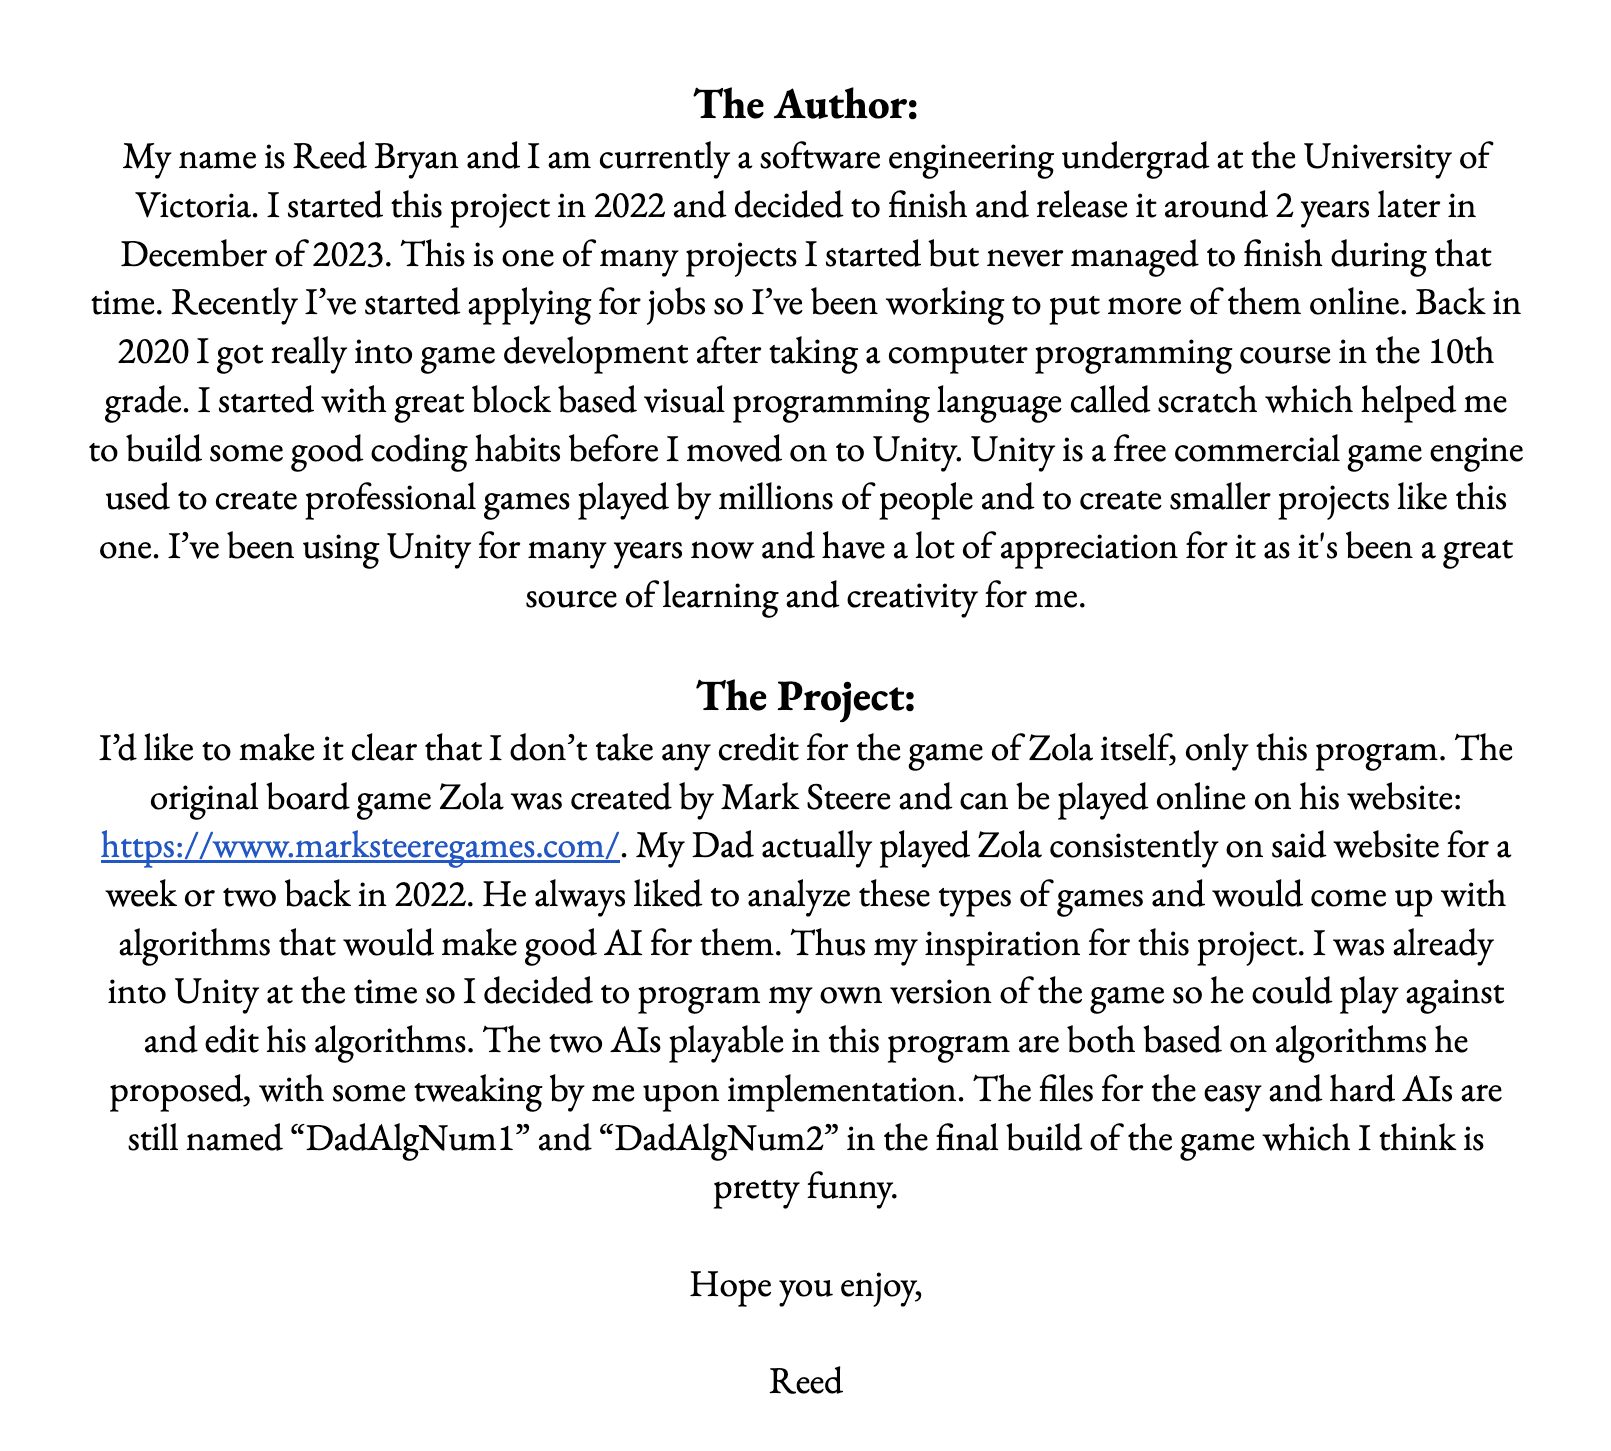 The Author:
My name is Reed Bryan and I am currently a software engineering undergrad at the University of
Victoria. I started this project in 2022 and decided to finish and release it around 2 years later in
December of 2023. This is one of many projects I started but never managed to finish during that
time. Recently I’ve started applying for jobs so I’ve been working to put more of them online. Back in
2020 I got really into game development after taking a computer programming course in the 10th
grade. I started with great block based visual programming language called scratch which helped me
to build some good coding habits before I moved on to Unity. Unity is a free commercial game engine
used to create professional games played by millions of people and to create smaller projects like this
one. I’ve been using Unity for many years now and have a lot of appreciation for it as it's been a great
source of learning and creativity for me.
The Project:
I’d like to make it clear that I don’t take any credit for the game of Zola itself, only this program. The
original board game Zola was created by Mark Steere and can be played online on his website:
https://www.marksteeregames.com/. My Dad actually played Zola consistently on said website for a
week or two back in 2022. He always liked to analyze these types of games and would come up with
algorithms that would make good AI for them. Thus my inspiration for this project. I was already
into Unity at the time so I decided to program my own version of the game so he could play against
and edit his algorithms. The two AIs playable in this program are both based on algorithms he
proposed, with some tweaking by me upon implementation. The files for the easy and hard AIs are
still named “DadAlgNum1” and “DadAlgNum2” in the final build of the game which I think is
pretty funny.
Hope you enjoy,
Reed